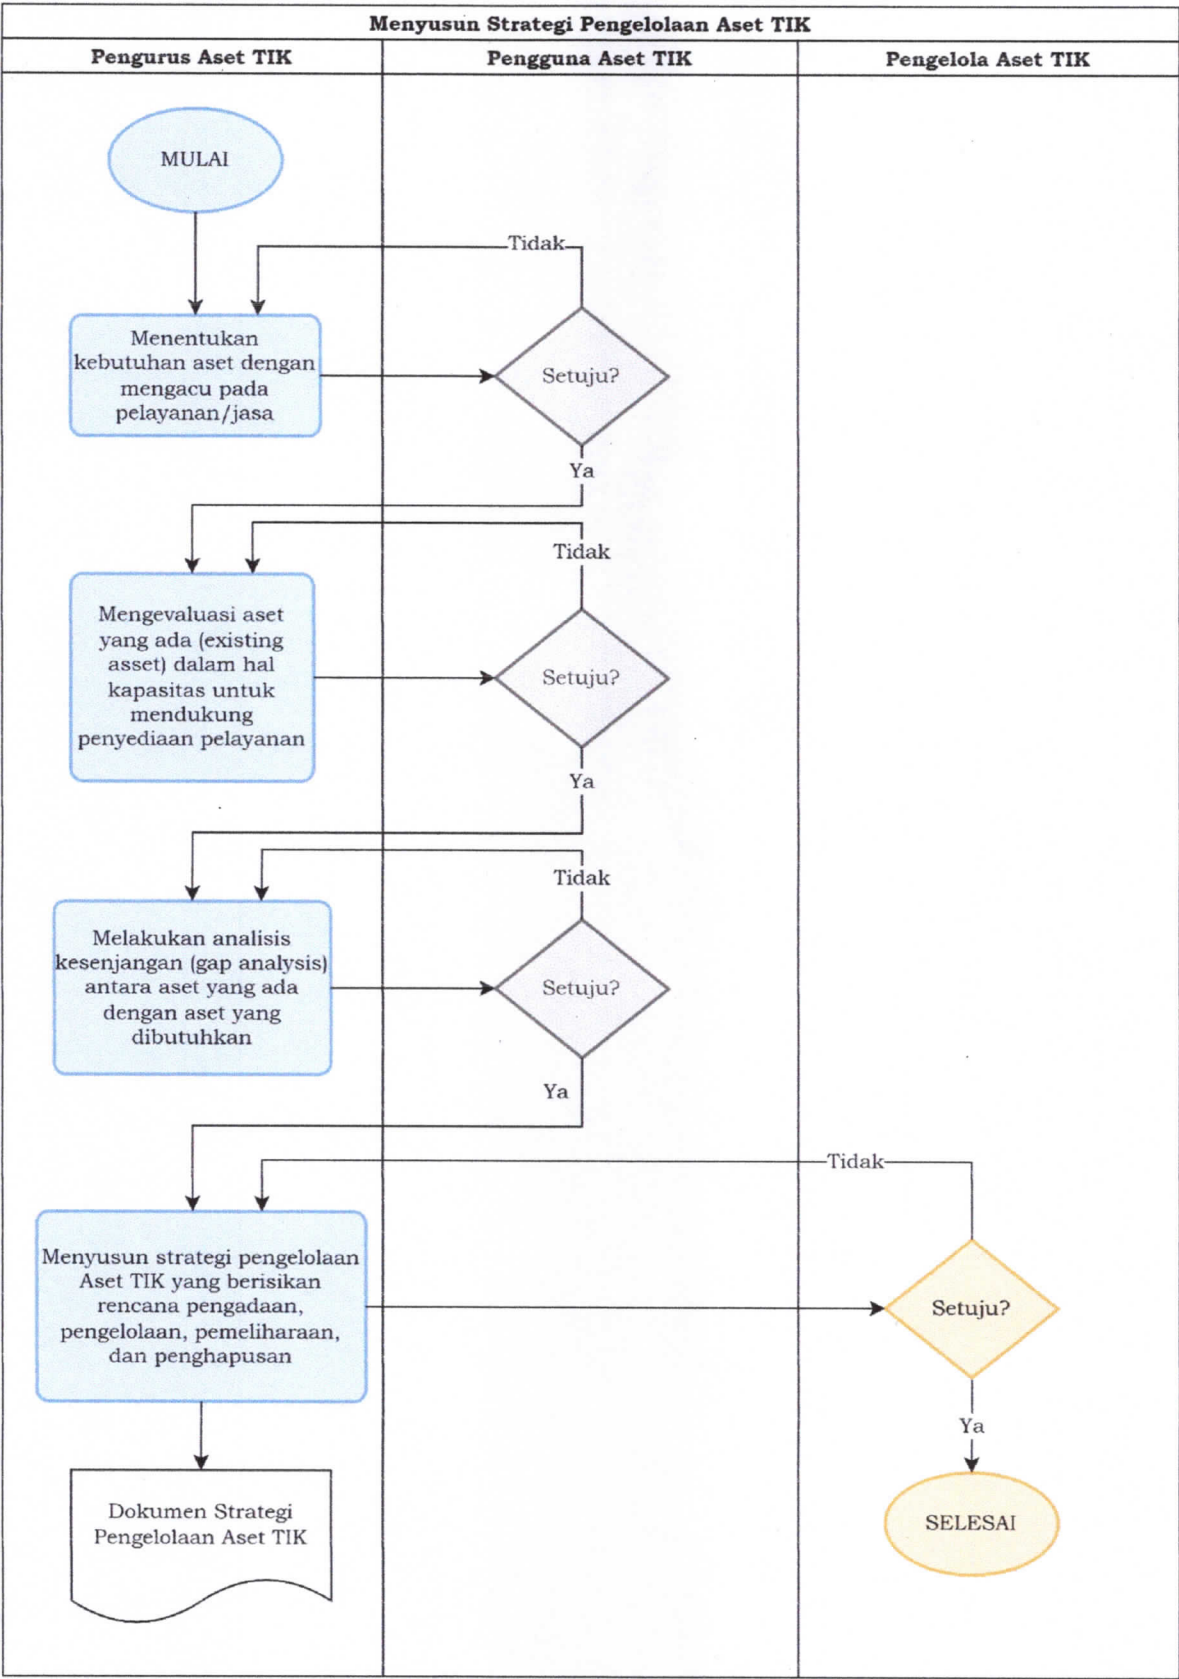 Menyusun Strategi Pengelolaan Aset TIK
Pengurus Aset TIK
Pengguna Aset TIK
Pengelola Aset TIK
MULAI
Tidak
Menentukan
kebutuhan aset dengan
mengacu pada
pelayanan/jasa
Setuju?
Ya
Tidak
Mengevaluasi aset
yang ada (existing
asset) dalam hal
kapasitas untuk
mendukung
penyediaan pelayanan
Setuju?
Ya
Tidak
Melakukan analisis
kesenjangan (gap analysis)
antara aset yang ada
dengan aset yang
dibutuhkan
Setuju?
Ya
Tidak
Menyusun strategi pengelolaan
Aset TIK yang berisikan
rencana pengadaan,
pengelolaan, pemeliharaan,
dan penghapusan
Setuju?
Ya
Dokumen Strategi
Pengelolaan Aset TIK
SELESAI